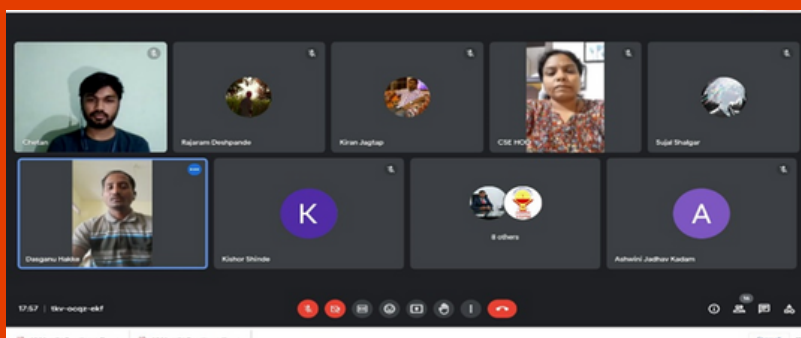 Chetan
Rajaram Deshpande
Kiran Jagtap
CSE HOD
Sujal Shalgar
Dasganu Hakke
K
Kishor Shinde
8 others
A
Ashwini Jadhav Kadam
17:57 | tkv-ocqz-ekf
16